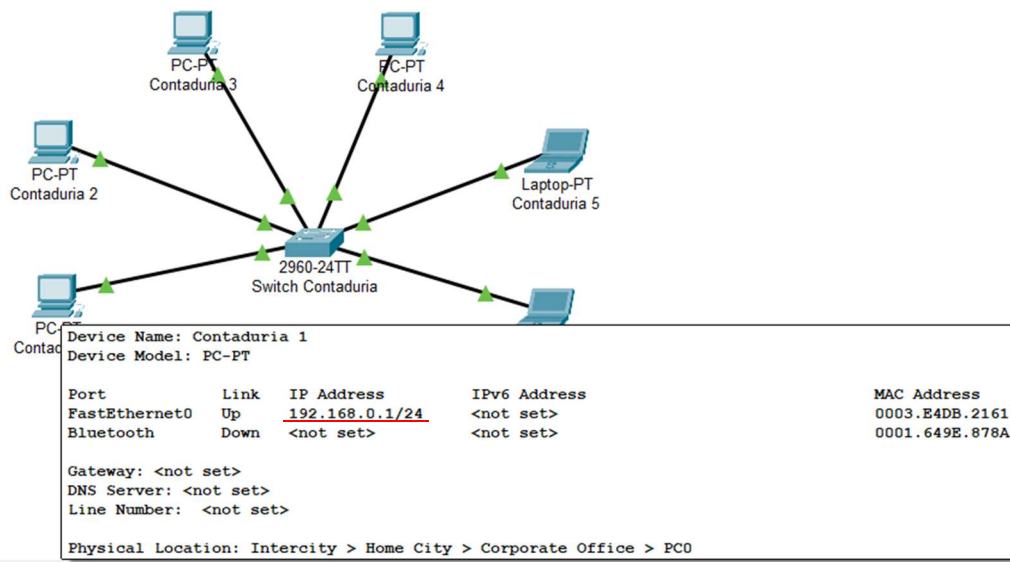 PC-PT
Contaduria 3
PC-PT
Contaduria 4
PC-PT
Contaduria 2
Laptop-PT
Contaduria 5
2960-24TT
Switch Contaduria
PC-PT
Contad
Device Name: Contaduria 1
Device Model: PC-PT
Port Link IP Address IPv6 Address MAC Address
FastEthernet0 Up 192.168.0.1/24 <not set> 0003.E4DB.2161
Bluetooth Down <not set> <not set> 0001.649E.878A
Gateway: <not set>
DNS Server: <not set>
Line Number: <not set>
Physical Location: Intercity > Home City > Corporate Office > PC0